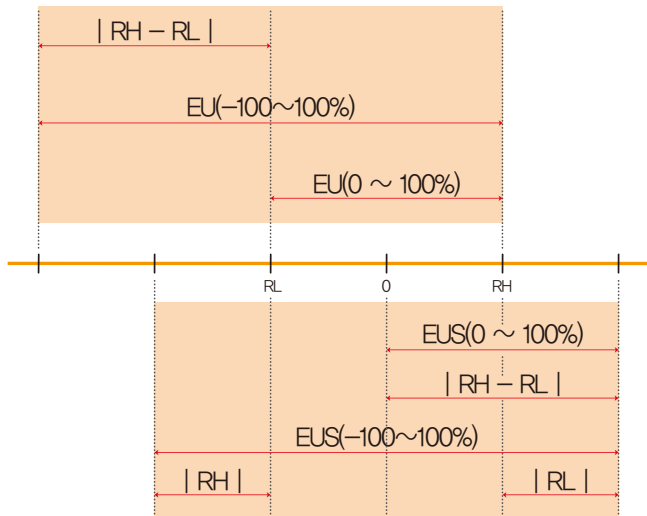 | RH − RL |
EU(−100～100%)
EU(0 ～ 100%)
RL 0 RH
EUS(0 ～ 100%)
| RH − RL |
EUS(−100～100%)
| RH | | RL |